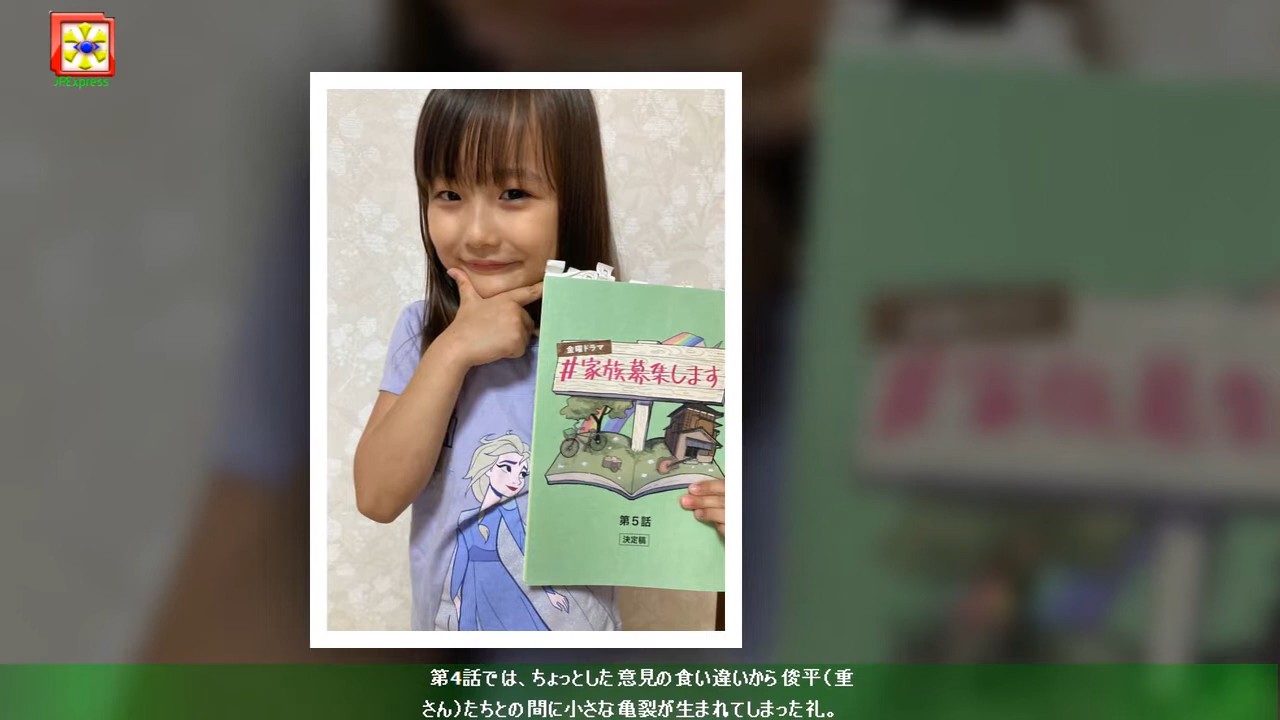 JRExpress
金曜ドラマ
#家族募集します
第5話
決定稿
第4話では、ちょっとした意見の食い違いから俊平（重
さん）たちとの間に小さな亀裂が生まれてしまった礼。